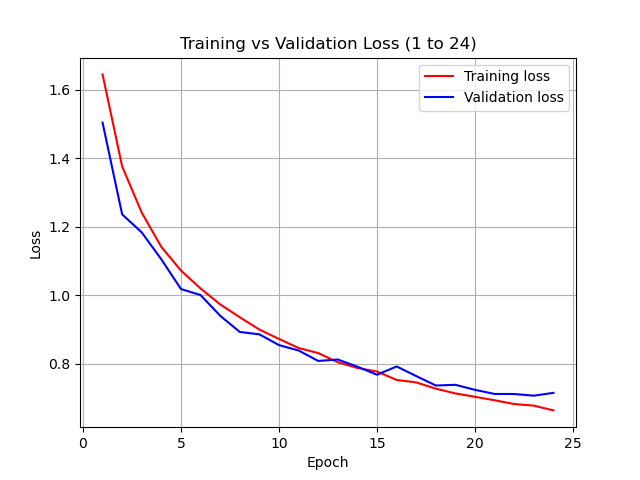 Training vs Validation Loss (1 to 24)
Training loss
Validation loss
1.6
1.4
1.2
1.0
0.8
Loss
0 5 10 15 20 25
Epoch